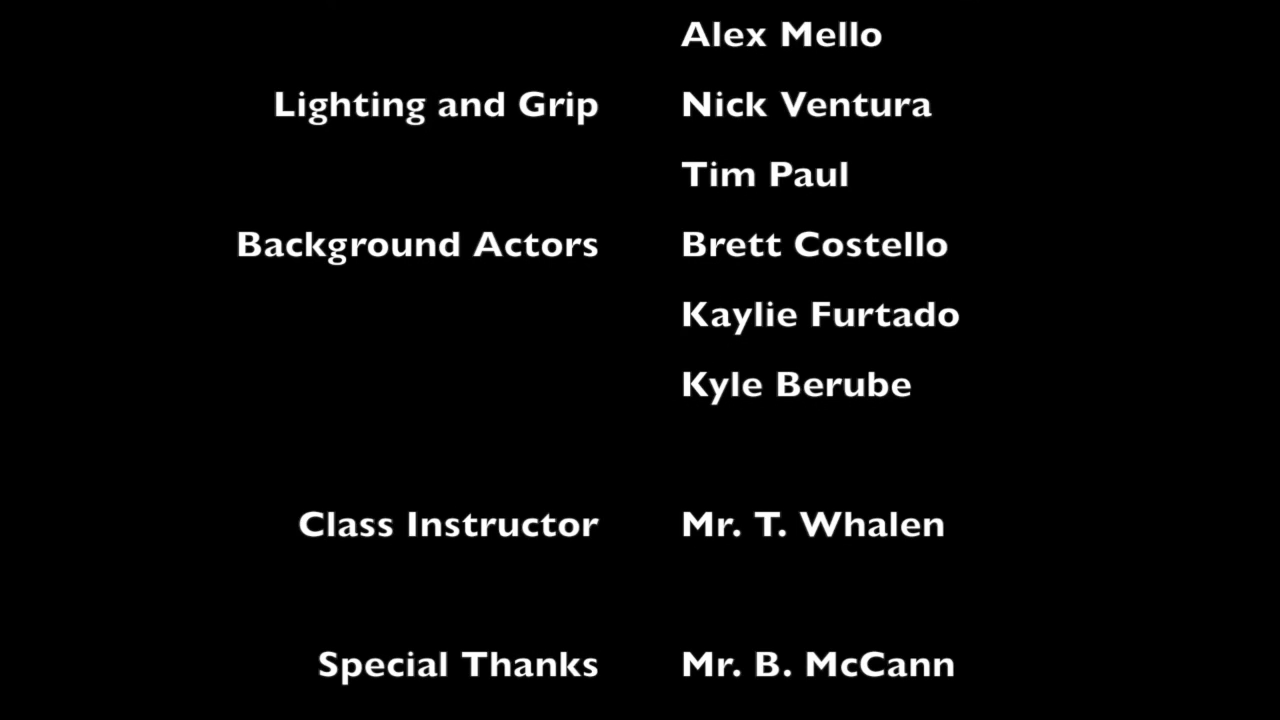 Alex Mello
Lighting and Grip Nick Ventura
Tim Paul
Background Actors Brett Costello
Kaylie Furtado
Kyle Berube
Class Instructor Mr. T. Whalen
Special Thanks Mr. B. McCann